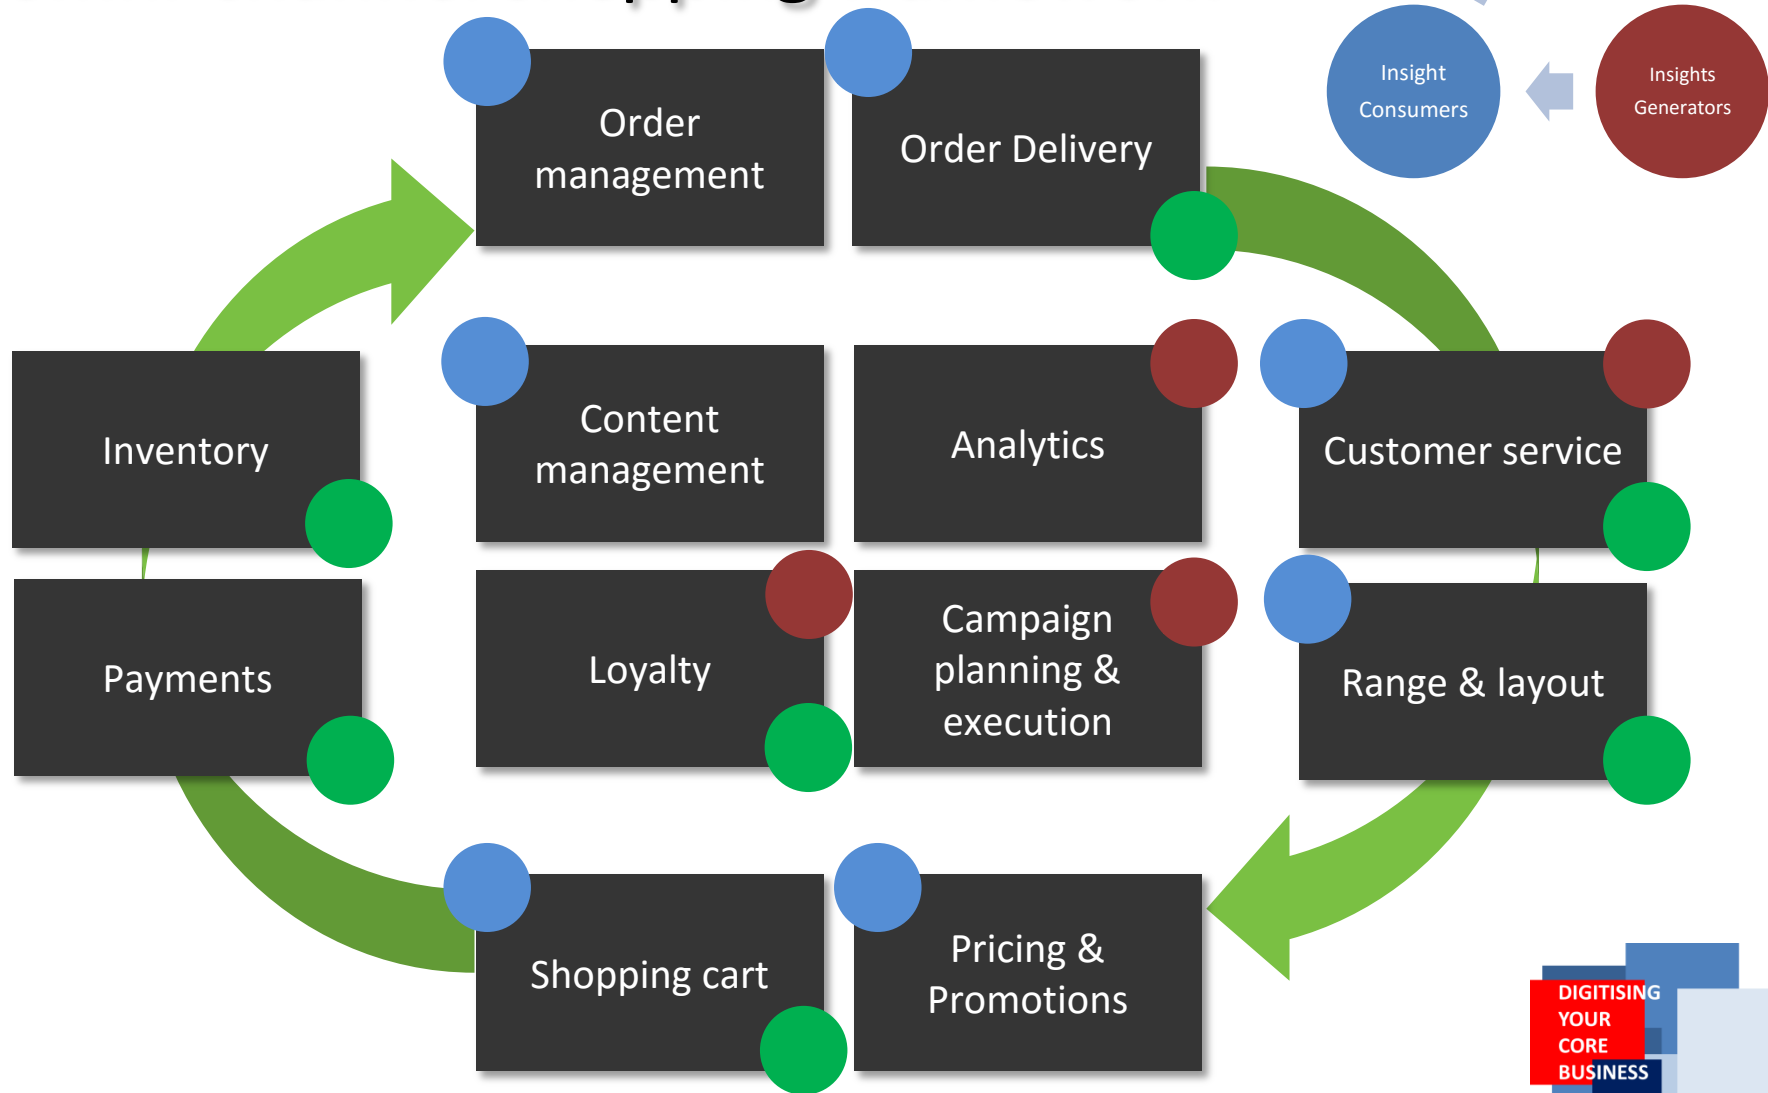 Insight
Consumers
Insights
Generators
Order
management
Order Delivery
Inventory
Content
management
Analytics
Customer service
Payments
Loyalty
Campaign
planning &
execution
Range & layout
Shopping cart
Pricing &
Promotions
DIGITISING
YOUR
CORE
BUSINESS